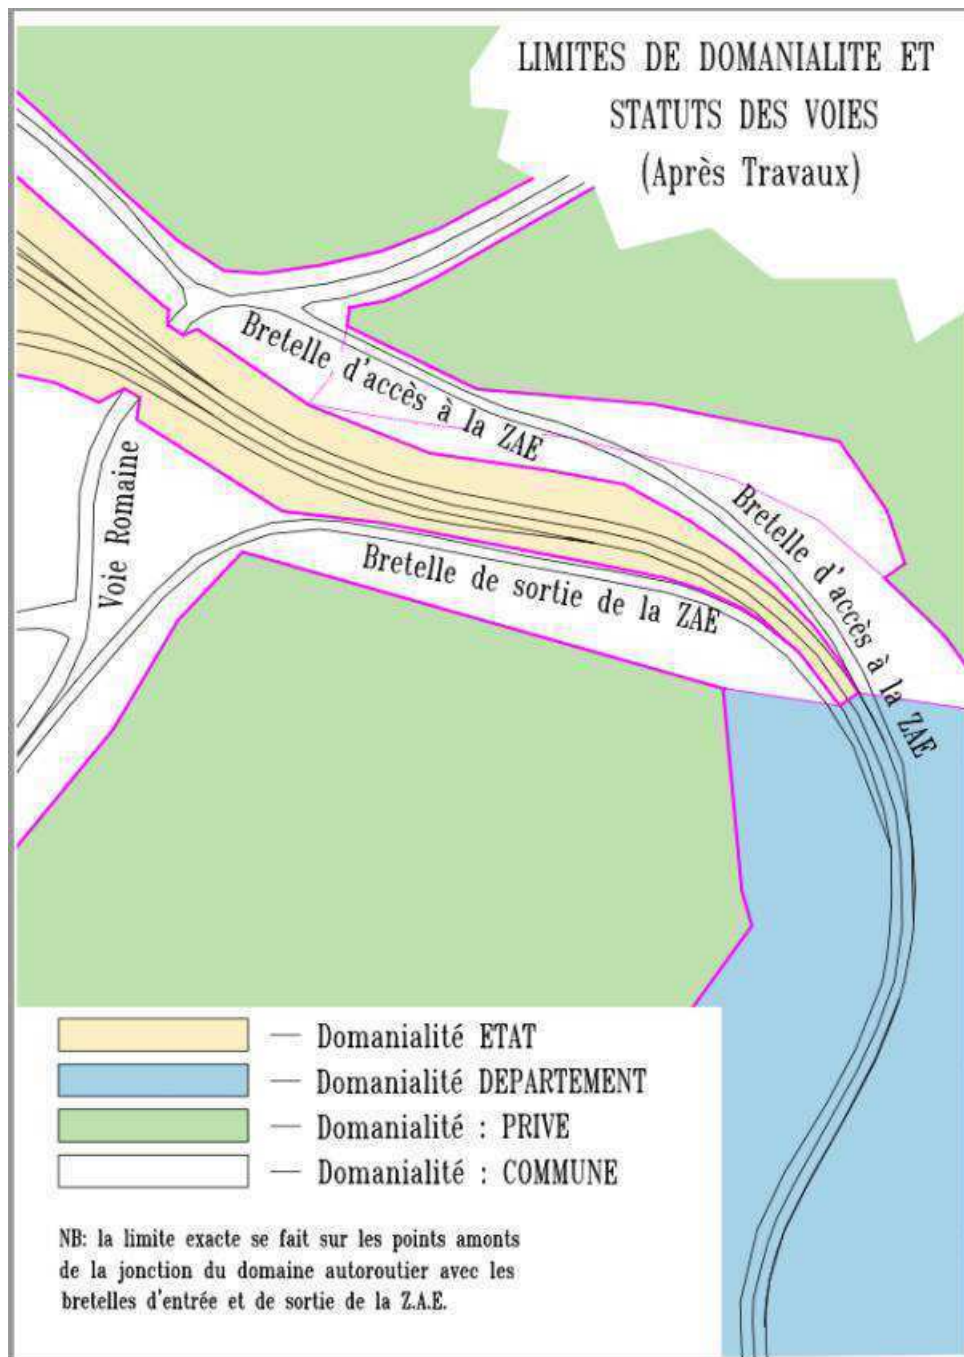 LIMITES DE DOMANIALITE ET
STATUTS DES VOIES
(Après Travaux)
Bretelle d'accès à la ZAE
Bretelle d'accès à la ZAE
Voie Romaine
Bretelle de sortie de la ZAE
— Domanialité ETAT
— Domanialité DEPARTEMENT
— Domanialité : PRIVE
— Domanialité : COMMUNE
NB: la limite exacte se fait sur les points amonts
de la jonction du domaine autoroutier avec les
bretelles d'entrée et de sortie de la Z.A.E.